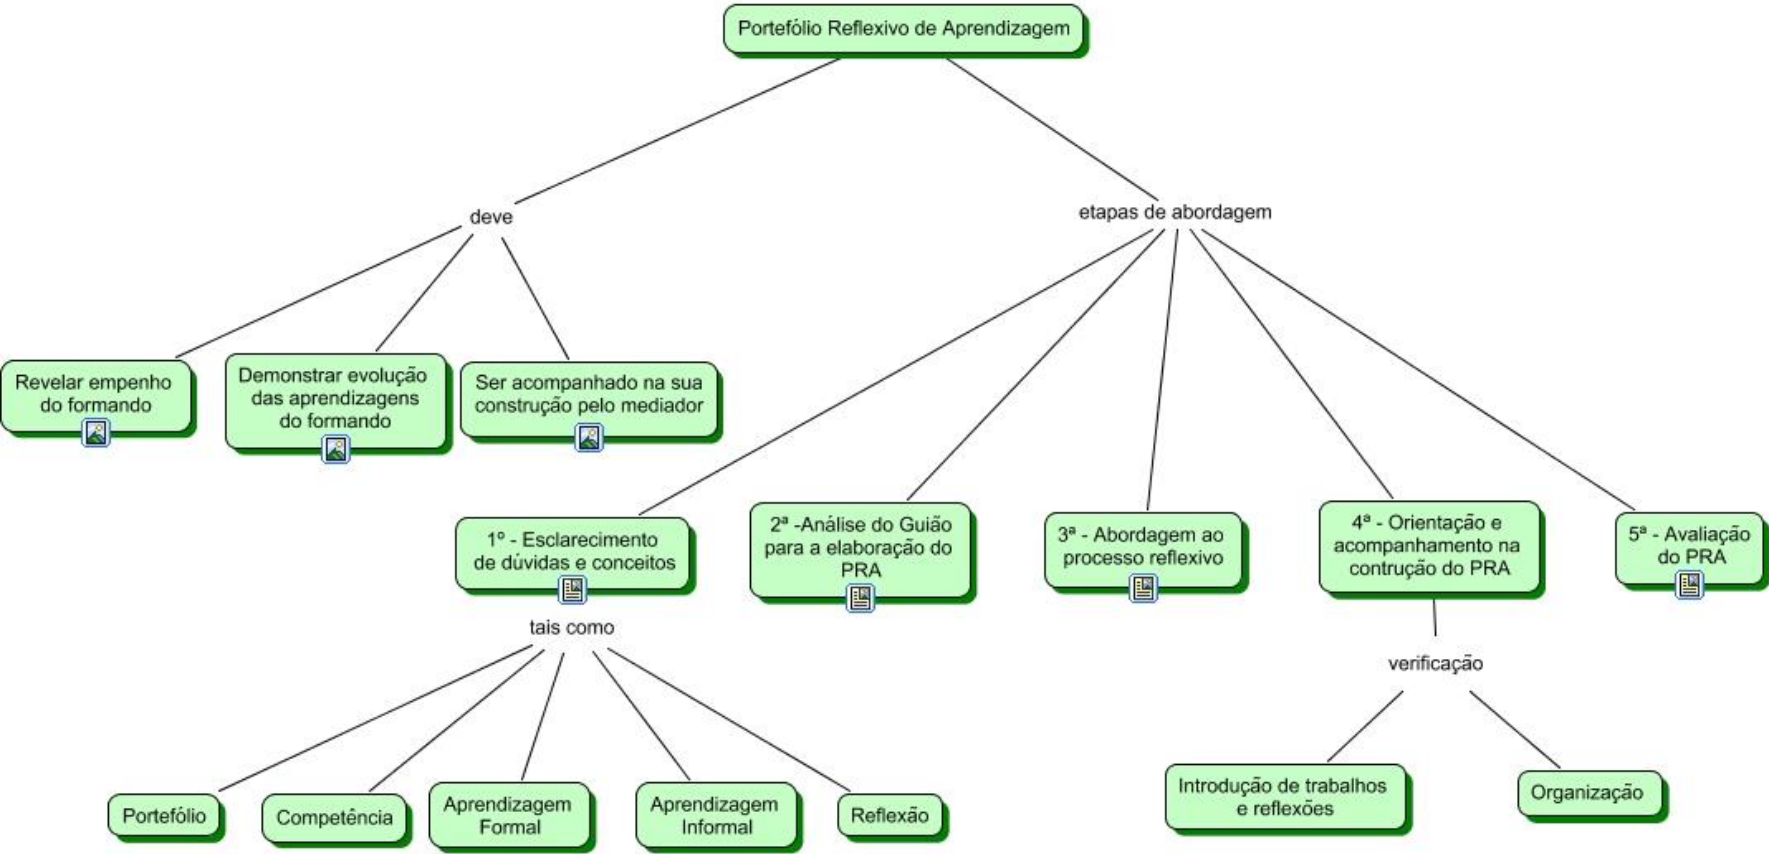 Portefólio Reflexivo de Aprendizagem
deve
etapas de abordagem
Revelar empenho
do formando
Demonstrar evolução
das aprendizagens
do formando
Ser acompanhado na sua
construção pelo mediador
1º - Esclarecimento
de dúvidas e conceitos
2ª -Análise do Guião
para a elaboração do
PRA
3ª - Abordagem ao
processo reflexivo
4ª - Orientação e
acompanhamento na
contrução do PRA
5ª - Avaliação
do PRA
tais como
verificação
Portefólio
Competência
Aprendizagem
Formal
Aprendizagem
Informal
Reflexão
Introdução de trabalhos
e reflexões
Organização